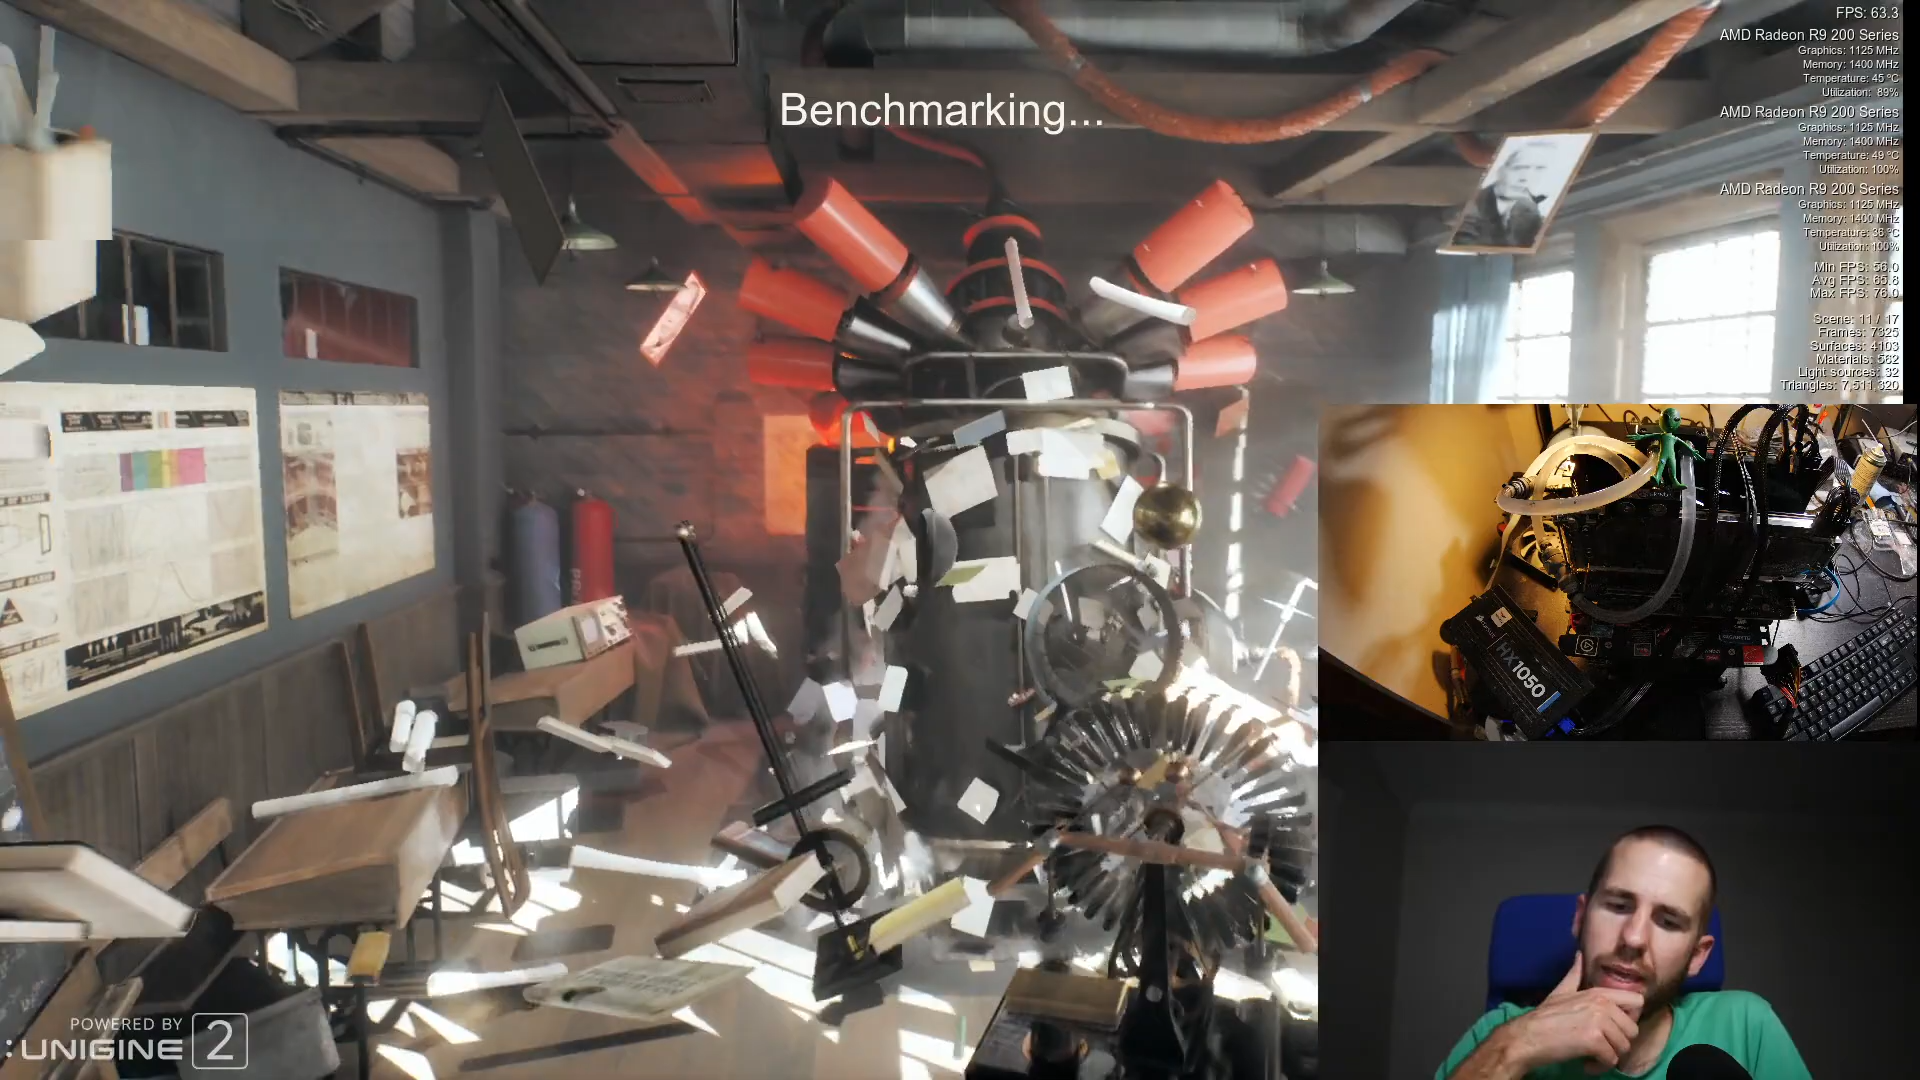 Benchmarking...
FPS: 63.3
AMD Radeon R9 200 Series
Graphics: 1125 MHz
Memory: 1400 MHz
Temperature: 45 °C
Utilization: 89%
AMD Radeon R9 200 Series
Graphics: 1125 MHz
Memory: 1400 MHz
Temperature: 49 °C
Utilization: 100%
AMD Radeon R9 200 Series
Graphics: 1125 MHz
Memory: 1400 MHz
Temperature: 38 °C
Utilization: 100%
Min FPS: 56.0
Avg FPS: 65.8
Max FPS: 76.0
Scene: 11 / 17
Frames: 7325
Surfaces: 4103
Materials: 562
Light sources: 32
Triangles: 7,511,320
HX1050
POWERED BY
UNIGINE 2